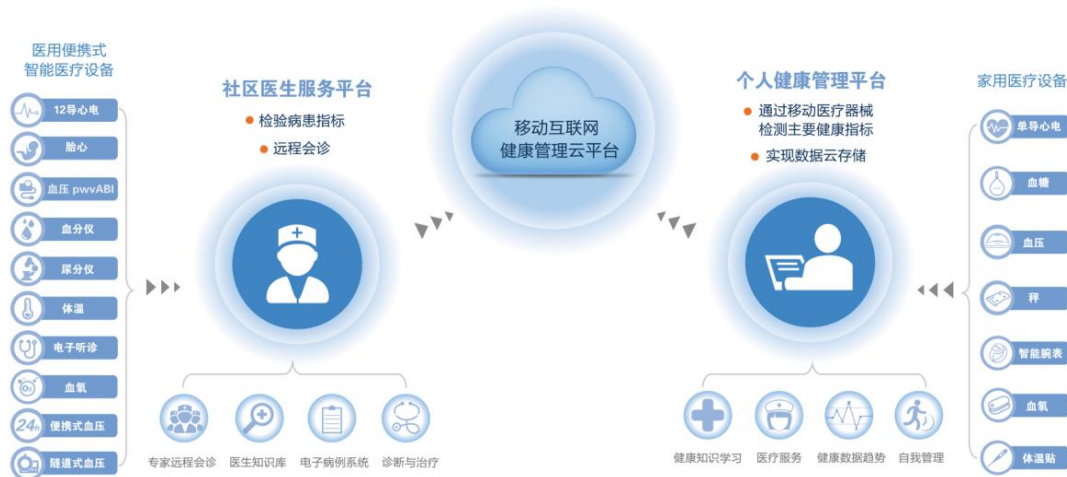 医用便携式
智能医疗设备
12导心电
胎心
血压 pwvABI
血分仪
尿分仪
体温
电子听诊
血氧
24h 便携式血压
隧道式血压
社区医生服务平台
检验病患指标
远程会诊
专家远程会诊
医生知识库
电子病例系统
诊断与治疗
移动互联网
健康管理云平台
个人健康管理平台
通过移动医疗器械
检测主要健康指标
实现数据云存储
健康知识学习
医疗服务
健康数据趋势
自我管理
家用医疗设备
单导心电
血糖
血压
秤
智能腕表
血氧
体温贴